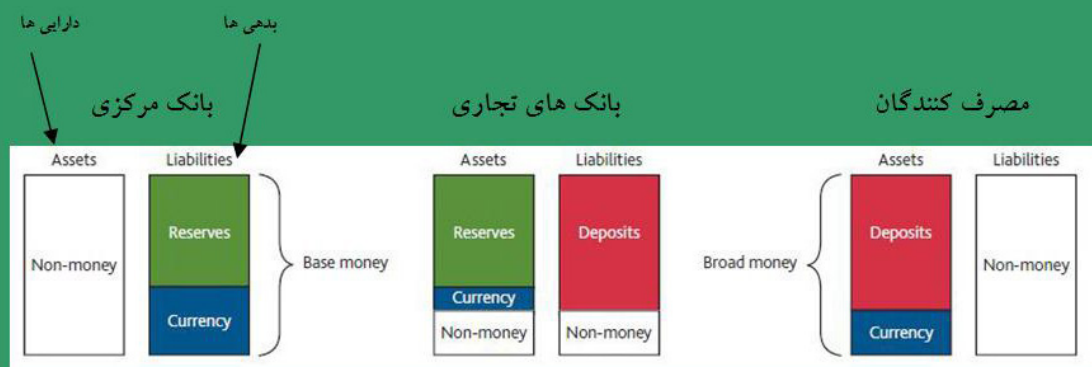 دارایی ها
بدهی ها
بانک مرکزی
بانک های تجاری
مصرف کنندگان
Assets
Liabilities
Non-money
Reserves
Currency
Base money
Assets
Liabilities
Reserves
Currency
Non-money
Deposits
Non-money
Broad money
Assets
Liabilities
Deposits
Currency
Non-money